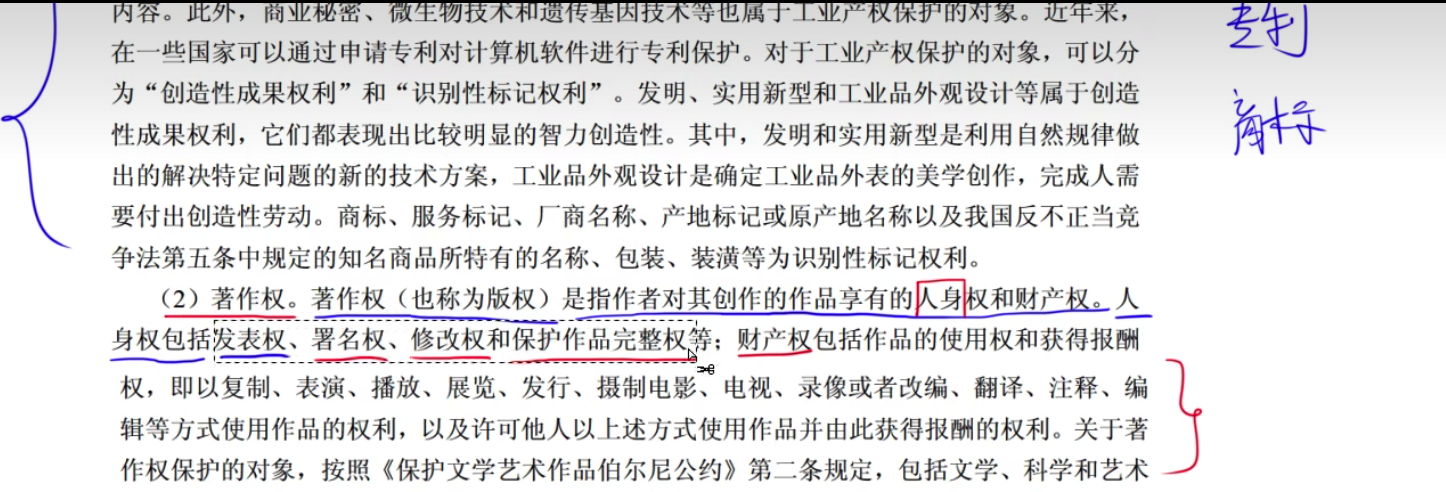 内容。此外，商业秘密、微生物技术和遗传基因技术等也属于工业产权保护的对象。近年来，
在一些国家可以通过申请专利对计算机软件进行专利保护。对于工业产权保护的对象，可以分
为“创造性成果权利”和“识别性标记权利”。发明、实用新型和工业品外观设计等属于创造
性成果权利，它们都表现出比较明显的智力创造性。其中，发明和实用新型是利用自然规律做
出的解决特定问题的新的技术方案，工业品外观设计是确定工业品外表的美学创作，完成人需
要付出创造性劳动。商标、服务标记、厂商名称、产地标记或原产地名称以及我国反不正当竞
争法第五条中规定的知名商品所特有的名称、包装、装潢等为识别性标记权利。
（2）著作权。著作权（也称为版权）是指作者对其创作的作品享有的人身权和财产权。人
身权包括发表权、署名权、修改权和保护作品完整权等；财产权包括作品的使用权和获得报酬
权，即以复制、表演、播放、展览、发行、摄制电影、电视、录像或者改编、翻译、注释、编
辑等方式使用作品的权利，以及许可他人以上述方式使用作品并由此获得报酬的权利。关于著
作权保护的对象，按照《保护文学艺术作品伯尔尼公约》第二条规定，包括文学、科学和艺术
专利
商标